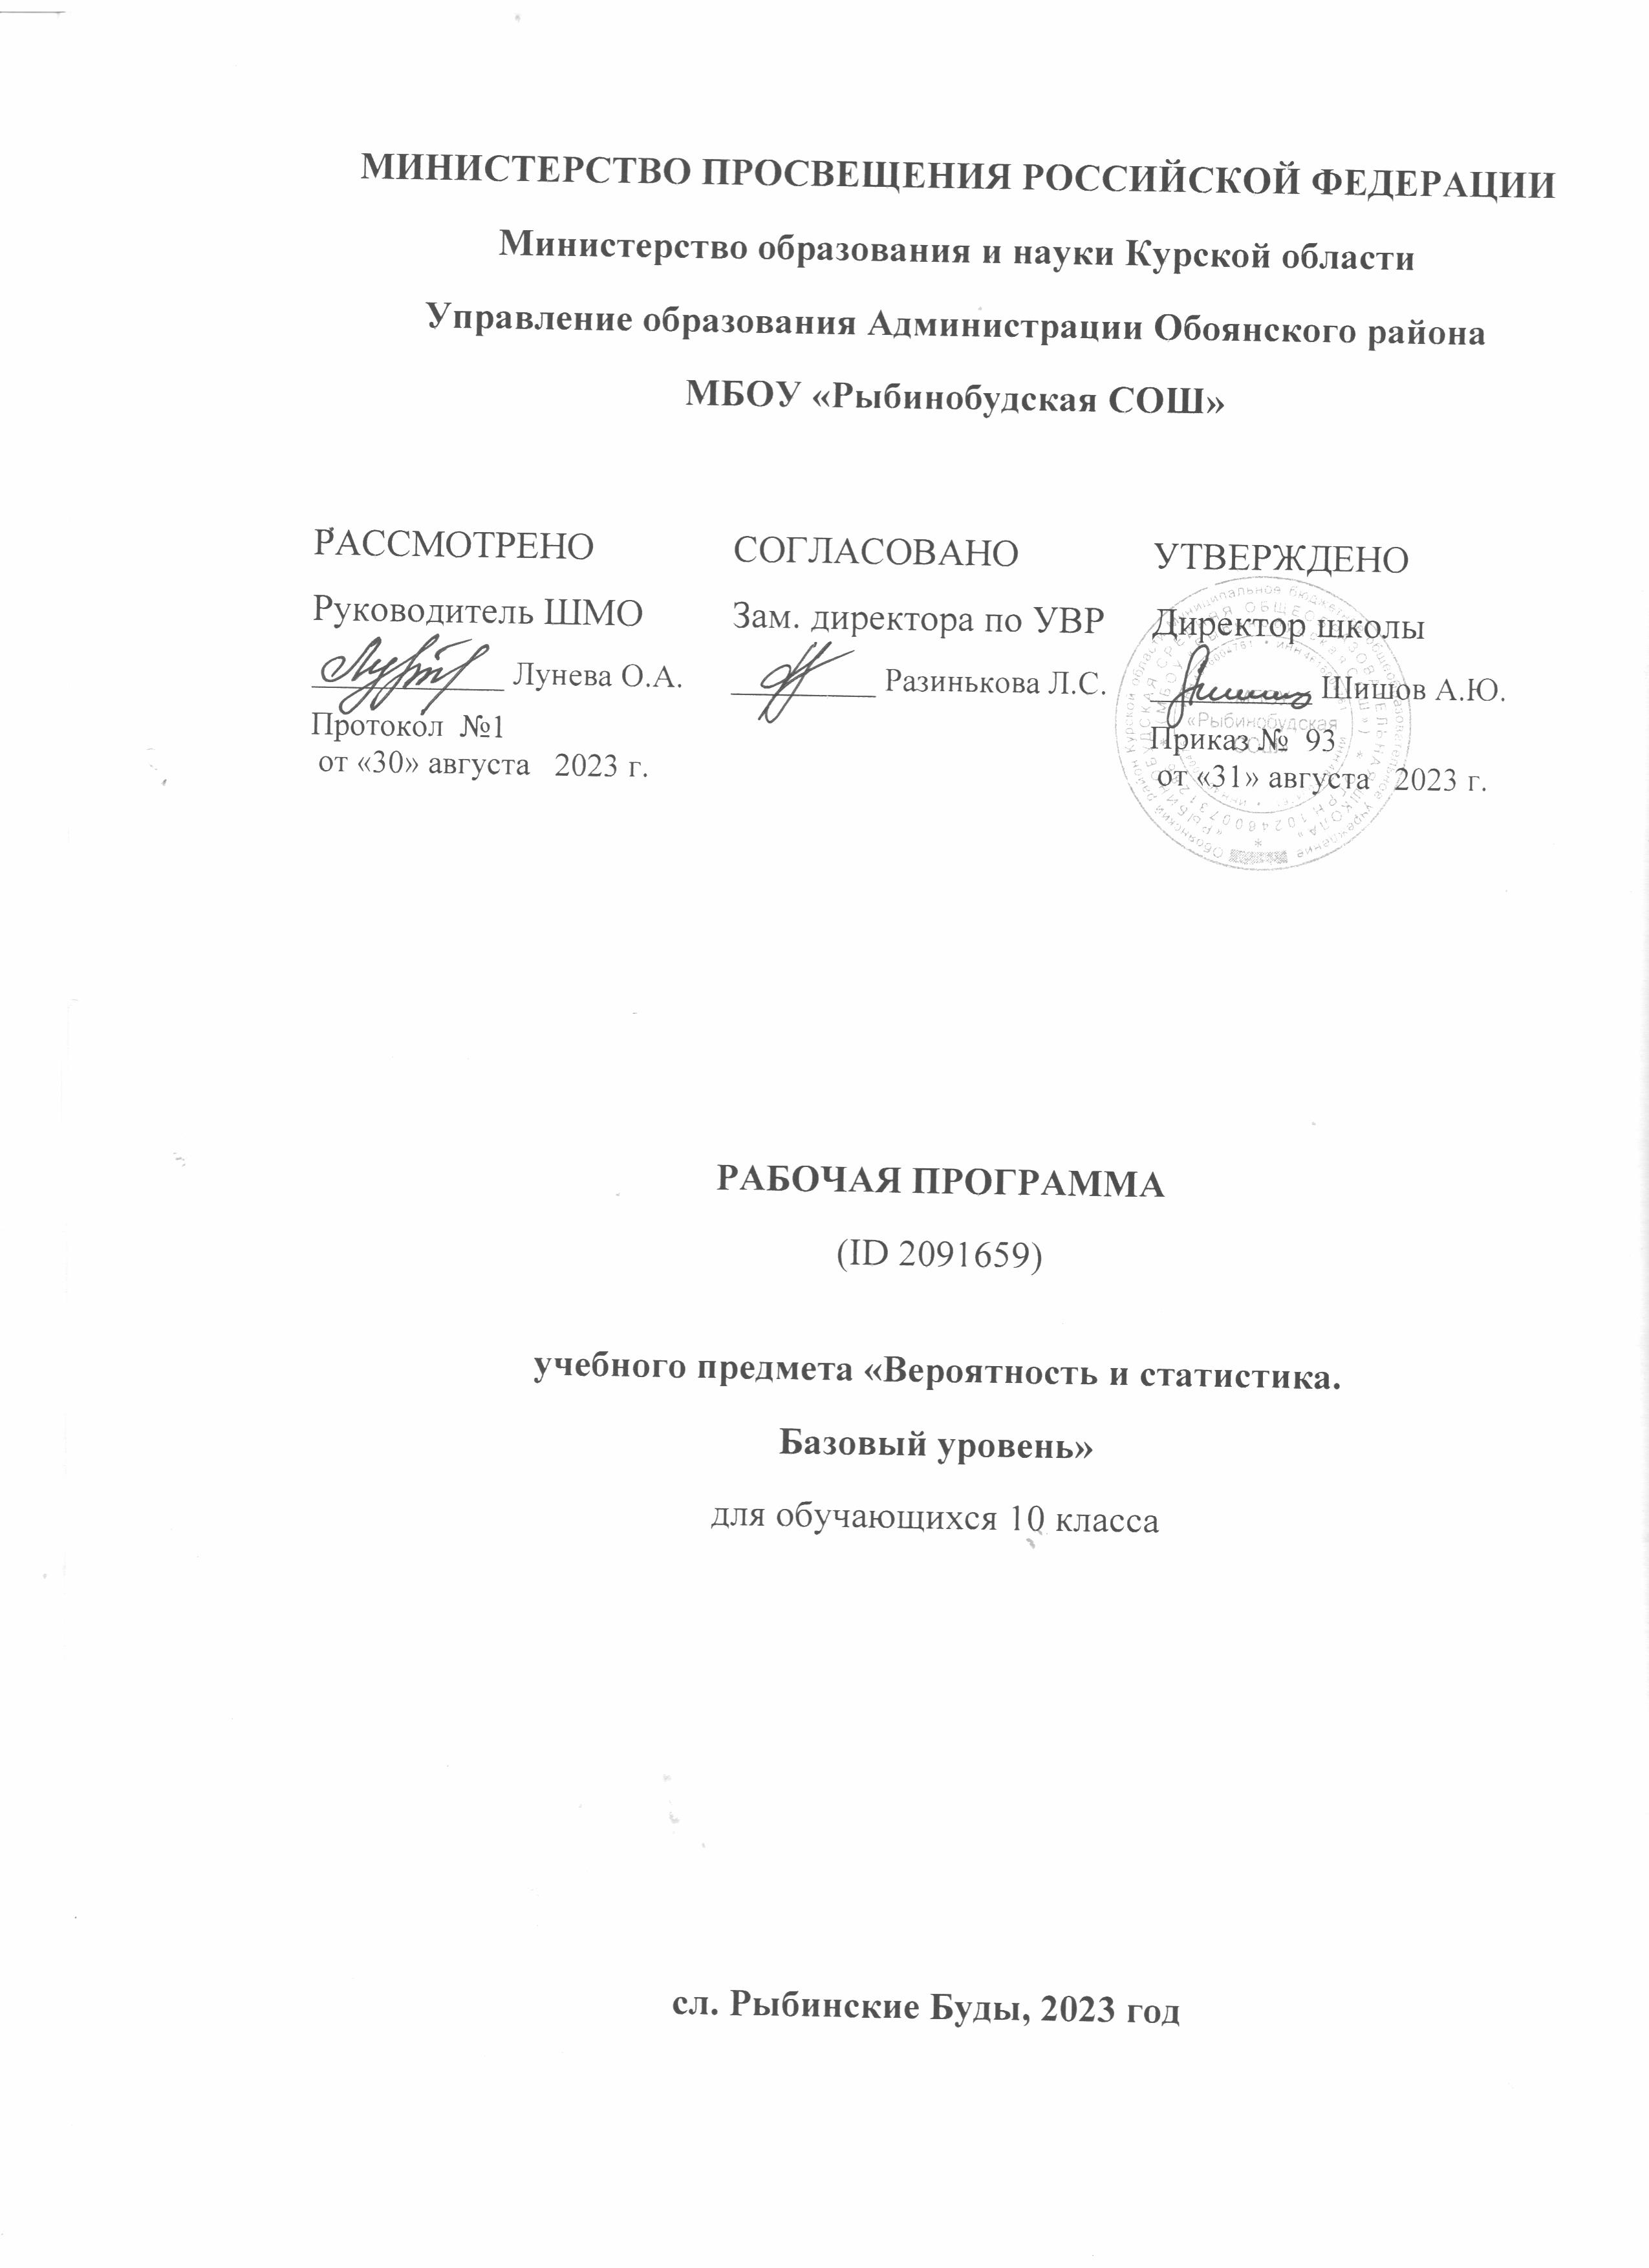 МИНИСТЕРСТВО ПРОСВЕЩЕНИЯ РОССИЙСКОЙ ФЕДЕРАЦИИ
Министерство образования и науки Курской области
Управление образования Администрации Обоянского района
МБОУ «Рыбинобудская СОШ»
РАССМОТРЕНО
Руководитель ШМО
Лунева О.А.
Протокол №1
от «30» августа 2023 г.
СОГЛАСОВАНО
Зам. директора по УВР
Разинькова Л.С.
УТВЕРЖДЕНО
Директор школы
Шишов А.Ю.
Приказ № 93
от «31» августа 2023 г.
«Рыбинобудская
СОШ»
РАБОЧАЯ ПРОГРАММА
(ID 2091659)
учебного предмета «Вероятность и статистика.
Базовый уровень»
для обучающихся 10 класса
сл. Рыбинские Буды, 2023 год